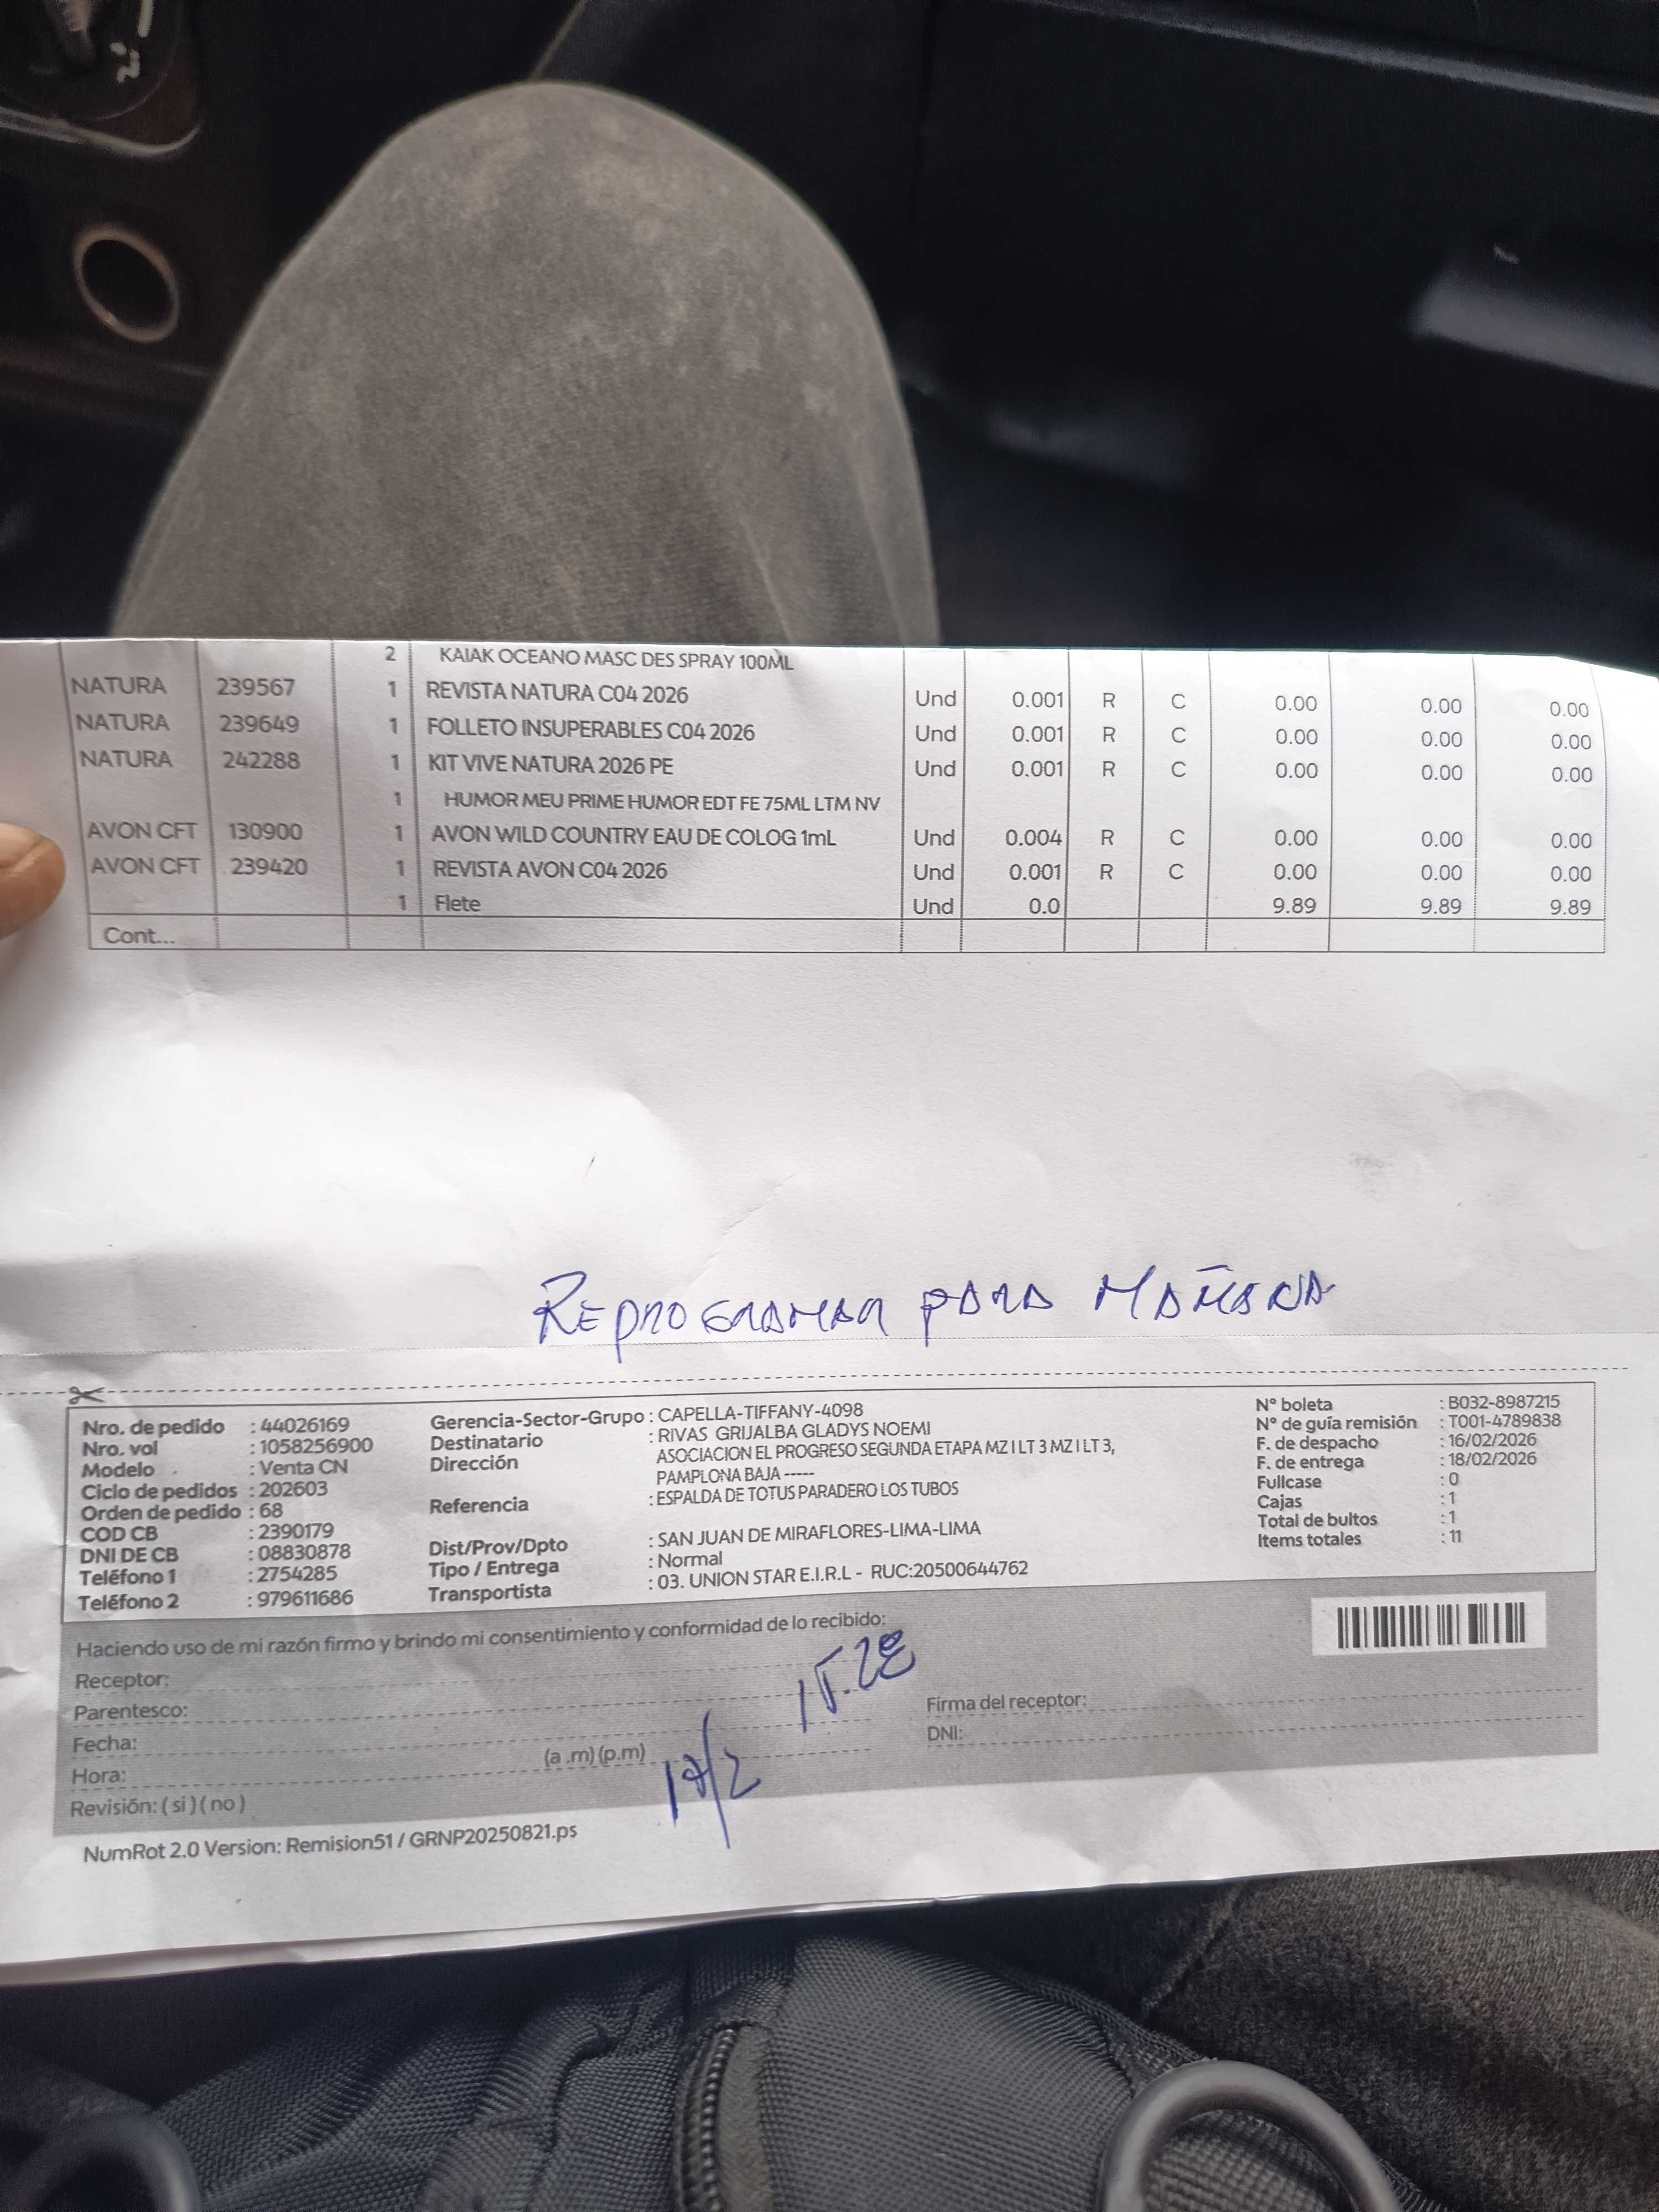 2 KAIAK OCEANO MASC DES SPRAY 100ML
NATURA 239567 1 REVISTA NATURA C04 2026 Und 0.001 R C 0.00 0.00 0.00
NATURA 239649 1 FOLLETO INSUPERABLES C04 2026 Und 0.001 R C 0.00 0.00 0.00
NATURA 242288 1 KIT VIVE NATURA 2026 PE Und 0.001 R C 0.00 0.00 0.00
1 HUMOR MEU PRIME HUMOR EDT FE 75ML LTM NV
AVON CFT 130900 1 AVON WILD COUNTRY EAU DE COLOG 1mL Und 0.004 R C 0.00 0.00 0.00
AVON CFT 239420 1 REVISTA AVON C04 2026 Und 0.001 R C 0.00 0.00 0.00
1 Flete Und 0.0 9.89 9.89 9.89
Cont...
REPROGRAMAR PARA MAÑANA
Nro. de pedido : 44026169
Nro. vol : 1058256900
Modelo : Venta CN
Ciclo de pedidos : 202603
Orden de pedido : 68
COD CB : 2390179
DNI DE CB : 08830878
Teléfono 1 : 2754285
Teléfono 2 : 979611686
Gerencia-Sector-Grupo : CAPELLA-TIFFANY-4098
Destinatario : RIVAS GRIJALBA GLADYS NOEMI
Dirección ASOCIACION EL PROGRESO SEGUNDA ETAPA MZ I LT 3 MZ I LT 3,
PAMPLONA BAJA -----
Referencia : ESPALDA DE TOTUS PARADERO LOS TUBOS
Dist/Prov/Dpto : SAN JUAN DE MIRAFLORES-LIMA-LIMA
Tipo / Entrega : Normal
Transportista : 03. UNION STAR E.I.R.L - RUC:20500644762
N° boleta : B032-8987215
N° de guía remisión : T001-4789838
F. de despacho : 16/02/2026
F. de entrega : 18/02/2026
Fullcase : 0
Cajas : 1
Total de bultos : 1
Items totales : 11
Haciendo uso de mi razón firmo y brindo mi consentimiento y conformidad de lo recibido:
Receptor:
Parentesco:
Fecha:
Hora: (a .m) (p.m)
Revisión: ( si ) ( no )
15.28
17/2
Firma del receptor:
DNI:
NumRot 2.0 Version: Remision51 / GRNP20250821.ps